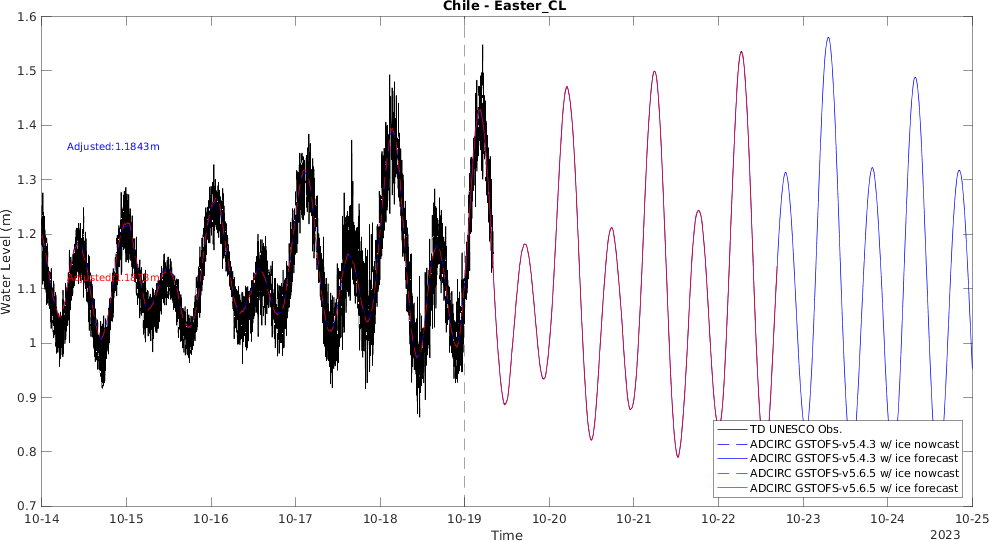 Chile - Easter_CL
1.6
1.5
1.4
1.3
1.2
1.1
1
0.9
0.8
0.7
Water Level (m)
Adjusted:1.1843m
TD UNESCO Obs.
ADCIRC GSTOFS-v5.4.3 w/ ice nowcast
ADCIRC GSTOFS-v5.4.3 w/ ice forecast
ADCIRC GSTOFS-v5.6.5 w/ ice nowcast
ADCIRC GSTOFS-v5.6.5 w/ ice forecast
10-14 10-15 10-16 10-17 10-18 10-19 10-20 10-21 10-22 10-23 10-24 10-25
Time
2023